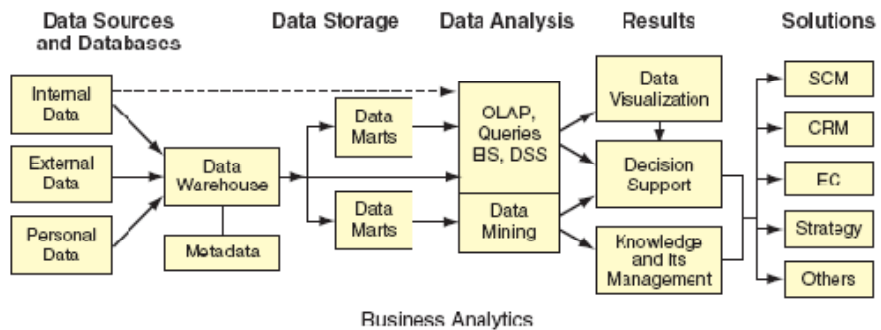 Data Sources
and Databases
Data Storage
Data Analysis
Results
Solutions
Internal
Data
External
Data
Personal
Data
Data
Warehouse
Metadata
Data
Marts
Data
Marts
OLAP,
Queries
EIS, DSS
Data
Mining
Data
Visualization
Decision
Support
Knowledge
and Its
Management
SCM
CRM
EC
Strategy
Others
Business Analytics